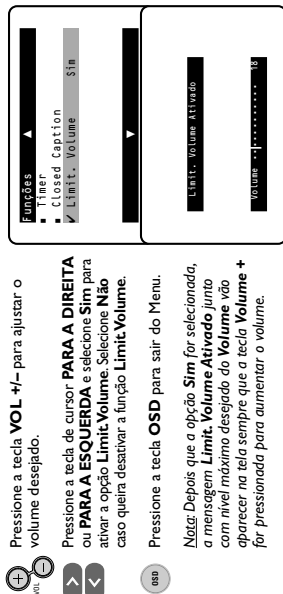 VOL
Pressione a tecla VOL +/– para ajustar o
volume desejado.
Pressione a tecla de cursor PARA A DIREITA
ou PARA A ESQUERDA e selecione Sim para
ativar a opção Limit.Volume. Selecione Não
caso queira desativar a função Limit.Volume.
OSD
Pressione a tecla OSD para sair do Menu.
Nota: Depois que a opção Sim for selecionada,
a mensagem Limit. Volume Ativado junto
com nível máximo desejado do Volume vão
aparecer na tela sempre que a tecla Volume +
for pressionada para aumentar o volume.
Funções
Timer
Closed Caption
✓ Limit. Volume Sim
Limit. Volume Ativado
Volume 18